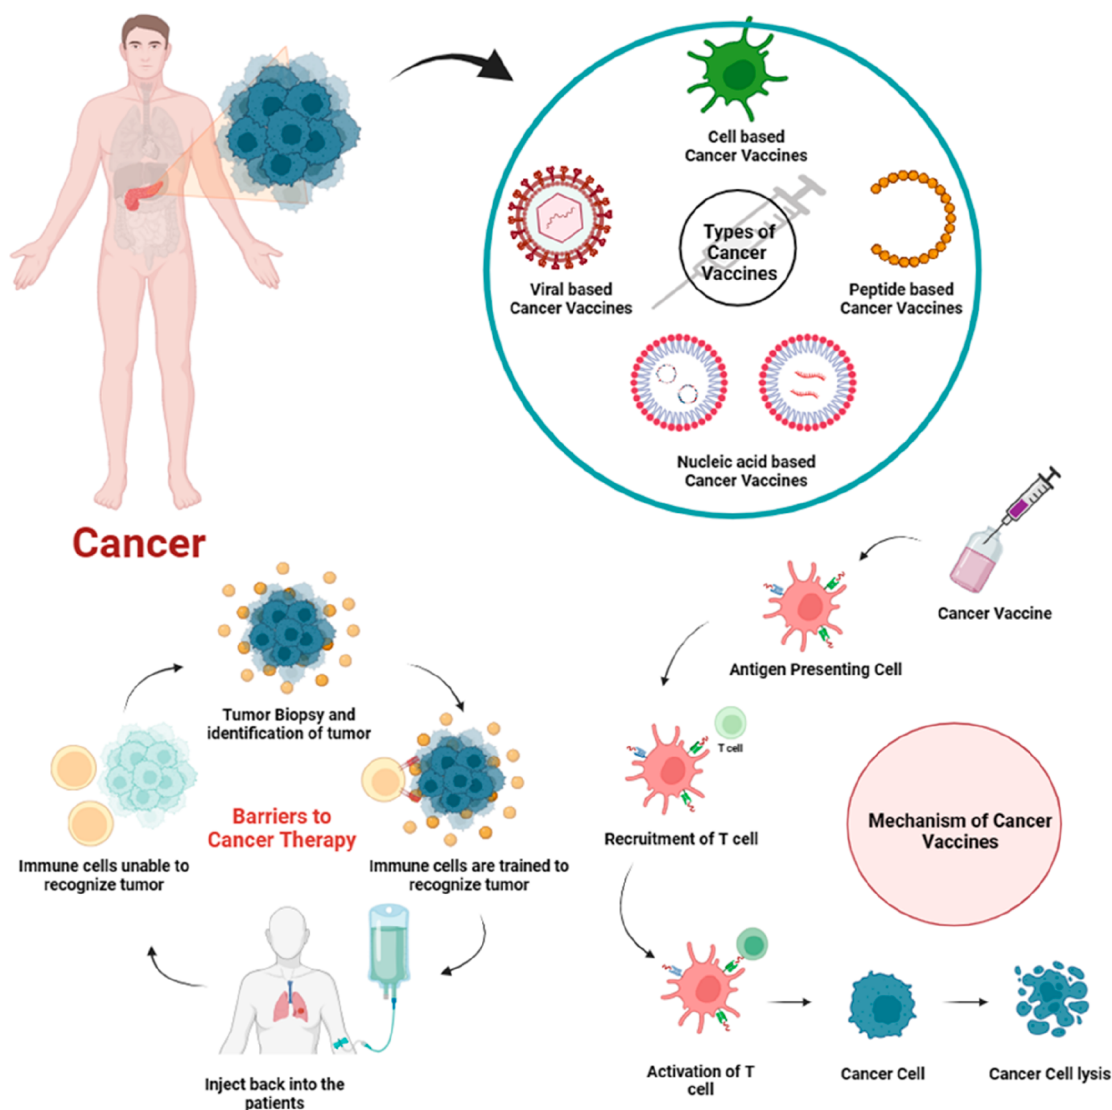 Cell based
Cancer Vaccines
Viral based
Cancer Vaccines
Types of
Cancer
Vaccines
Peptide based
Cancer Vaccines
Nucleic acid based
Cancer Vaccines
Cancer
Cancer Vaccine
Antigen Presenting Cell
T cell
Recruitment of T cell
Mechanism of Cancer
Vaccines
Activation of T
cell
Cancer Cell
Cancer Cell lysis
Tumor Biopsy and
identification of tumor
Barriers to
Cancer Therapy
Immune cells unable to
recognize tumor
Immune cells are trained to
recognize tumor
Inject back into the
patients